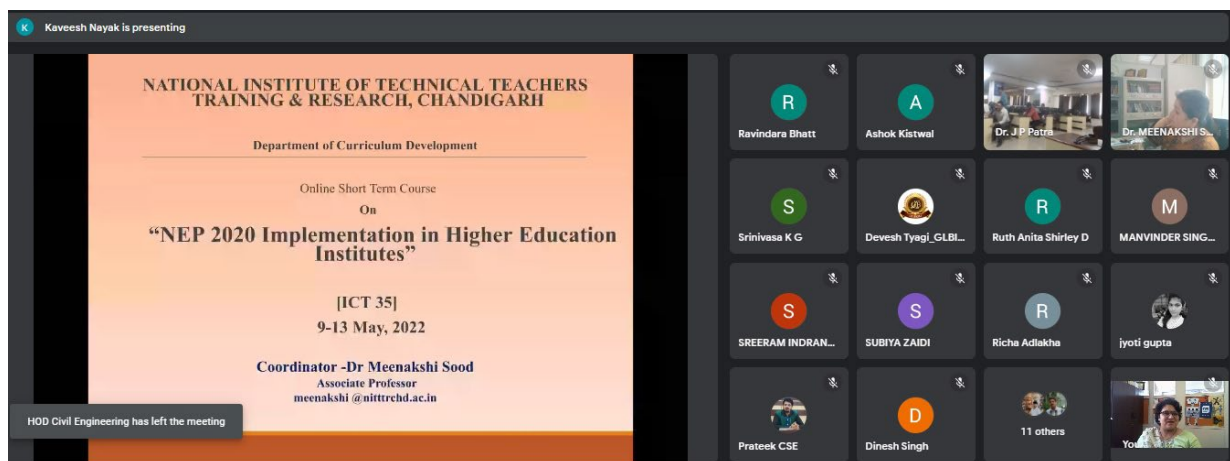 K Kaveesh Nayak is presenting
NATIONAL INSTITUTE OF TECHNICAL TEACHERS
TRAINING & RESEARCH, CHANDIGARH
Department of Curriculum Development
Online Short Term Course
On
“NEP 2020 Implementation in Higher Education
Institutes”
[ICT 35]
9-13 May, 2022
Coordinator -Dr Meenakshi Sood
Associate Professor
meenakshi @nitttrchd.ac.in
HOD Civil Engineering has left the meeting
R
A
Ravindara Bhatt
Ashok Kistwal
Dr. J P Patra
Dr. MEENAKSHI S...
S
R
M
Srinivasa K G
Devesh Tyagi_GLBI...
Ruth Anita Shirley D
MANVINDER SING...
S
S
R
SREERAM INDRAN...
SUBIYA ZAIDI
Richa Adlakha
jyoti gupta
D
Prateek CSE
Dinesh Singh
11 others
You